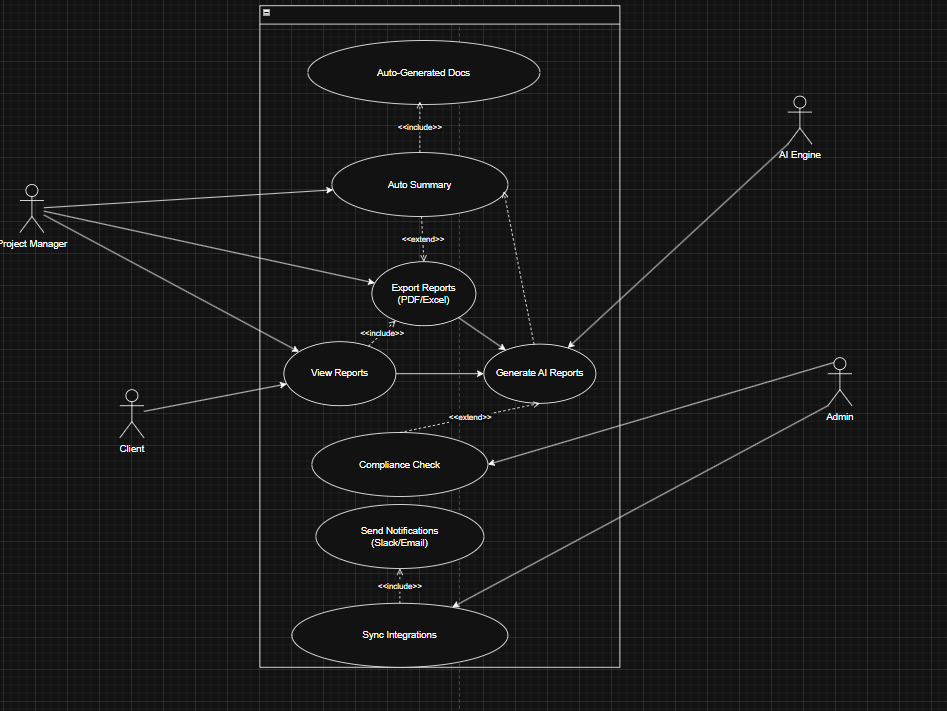 Auto-Generated Docs
<<include>>
AI Engine
Auto Summary
Project Manager
<<extend>>
Export Reports
(PDF/Excel)
<<include>>
View Reports
Generate AI Reports
<<extend>>
Admin
Client
Compliance Check
Send Notifications
(Slack/Email)
<<include>>
Sync Integrations